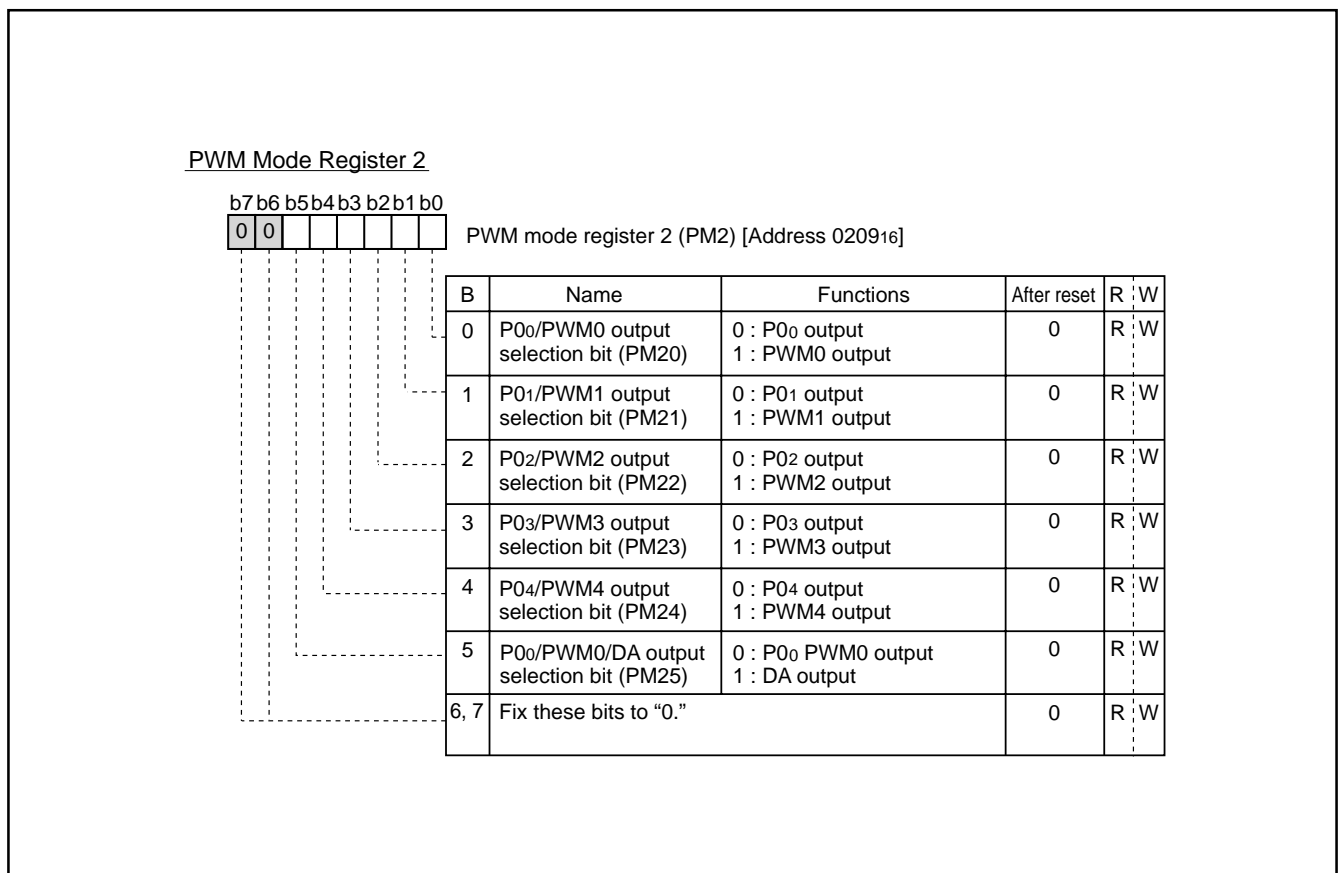 PWM Mode Register 2
b7 b6 b5 b4 b3 b2 b1 b0
0 0
PWM mode register 2 (PM2) [Address 020916]
B Name Functions After reset R W
0 P00/PWM0 output selection bit (PM20) 0 : P00 output 1 : PWM0 output 0 R W
1 P01/PWM1 output selection bit (PM21) 0 : P01 output 1 : PWM1 output 0 R W
2 P02/PWM2 output selection bit (PM22) 0 : P02 output 1 : PWM2 output 0 R W
3 P03/PWM3 output selection bit (PM23) 0 : P03 output 1 : PWM3 output 0 R W
4 P04/PWM4 output selection bit (PM24) 0 : P04 output 1 : PWM4 output 0 R W
5 P00/PWM0/DA output selection bit (PM25) 0 : P00 PWM0 output 1 : DA output 0 R W
6, 7 Fix these bits to “0.” 0 R W